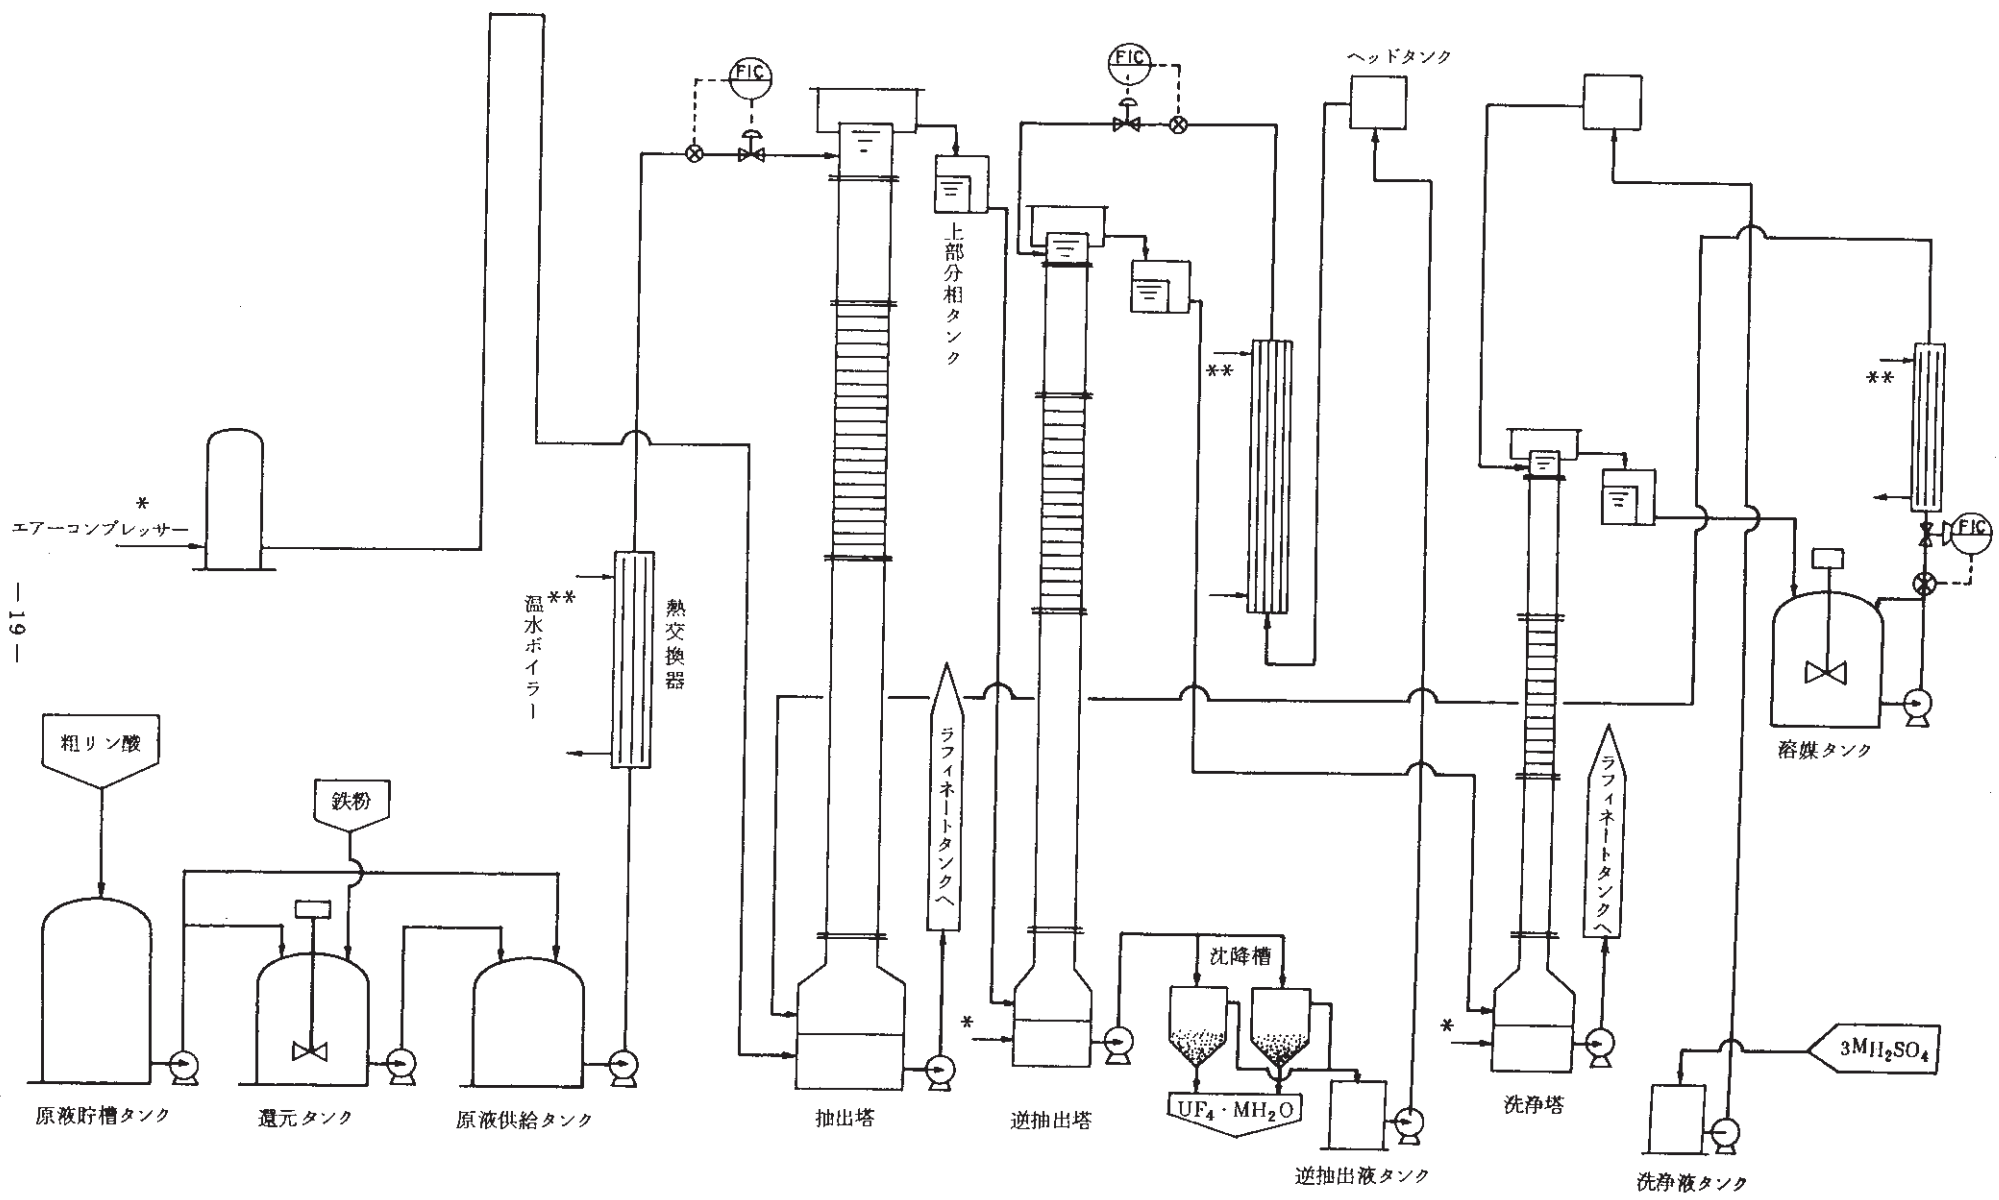 FIC
FIC
ヘッドタンク
上部分相タンク
**
**
*
エアーコンプレッサー
FIC
— 19 —
温水ボイラー
**
熱交換器
粗リン酸
鉄粉
ラフィネートタンクへ
ラフィネートタンクへ
溶媒タンク
沈降槽
*
*
3MH₂SO₄
UF₄・MH₂O
原液貯槽タンク
還元タンク
原液供給タンク
抽出塔
逆抽出塔
洗浄塔
逆抽出液タンク
洗浄液タンク